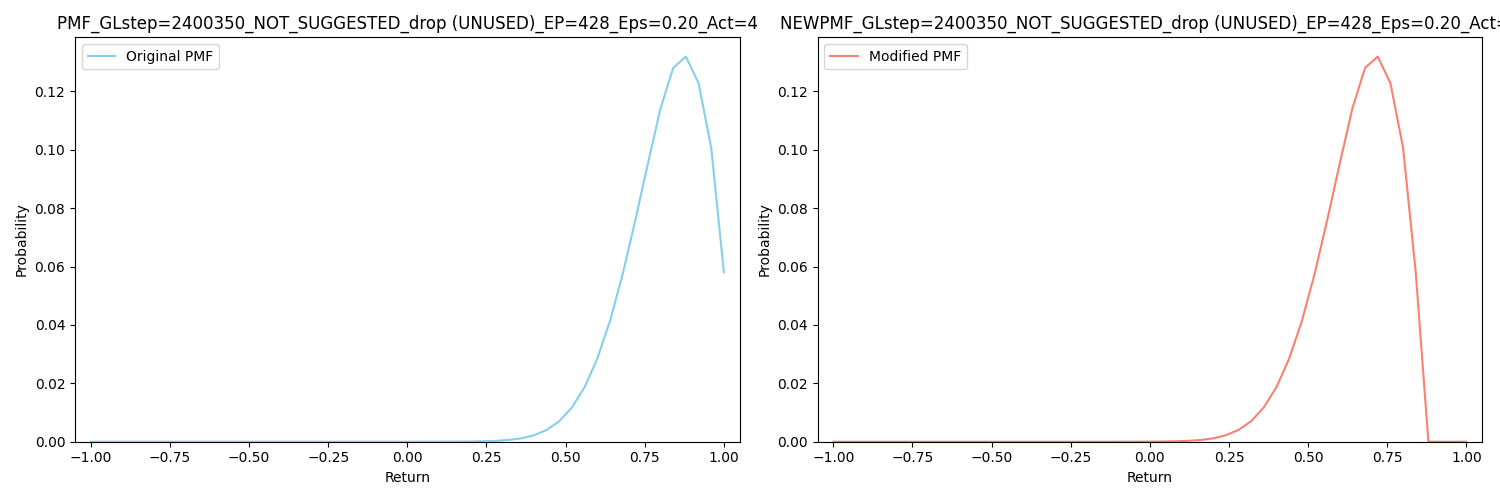 PMF_GLstep=2400350_NOT_SUGGESTED_drop (UNUSED)_EP=428_Eps=0.20_Act=4
Original PMF
0.12
0.10
0.08
0.06
0.04
0.02
0.00
Probability
−1.00 −0.75 −0.50 −0.25 0.00 0.25 0.50 0.75 1.00
Return
NEWPMF_GLstep=2400350_NOT_SUGGESTED_drop (UNUSED)_EP=428_Eps=0.20_Act=
Modified PMF
0.12
0.10
0.08
0.06
0.04
0.02
0.00
Probability
−1.00 −0.75 −0.50 −0.25 0.00 0.25 0.50 0.75 1.00
Return